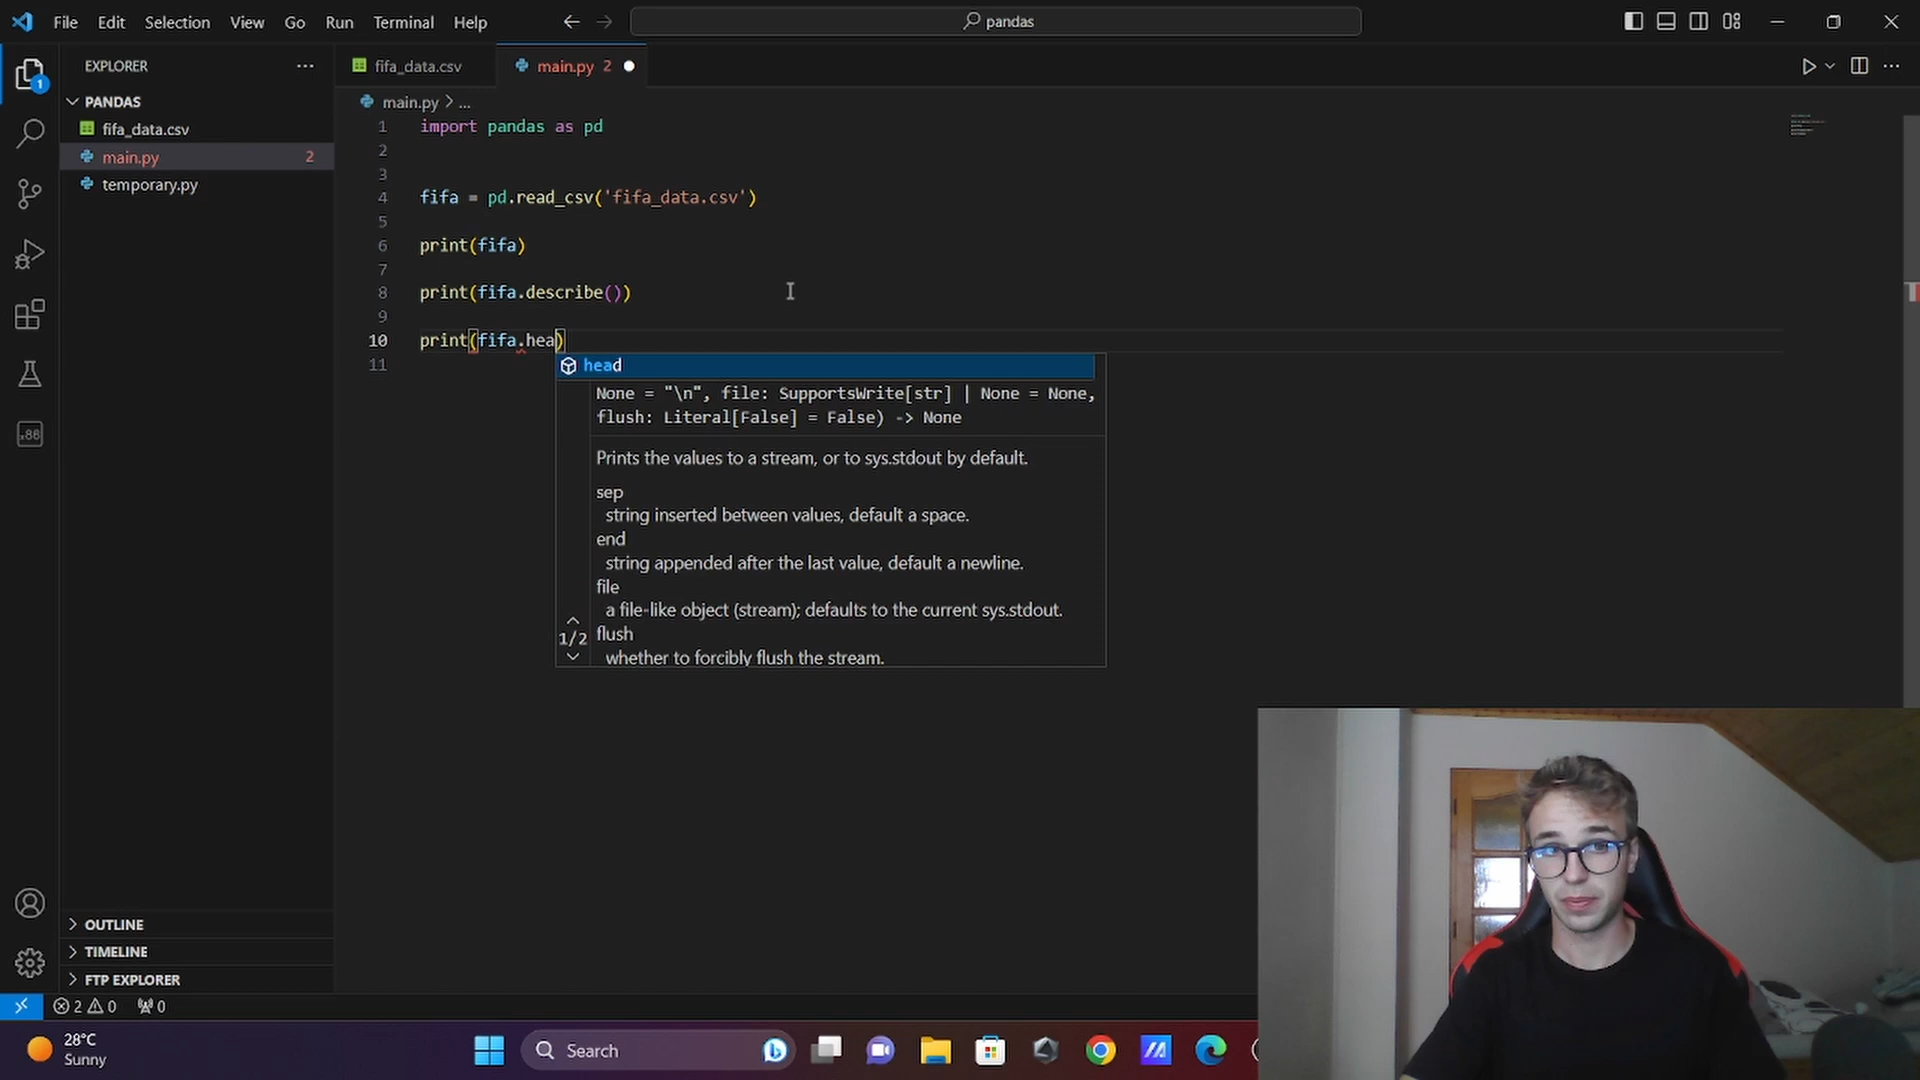 File Edit Selection View Go Run Terminal Help
pandas
EXPLORER
1
PANDAS
fifa_data.csv
main.py 2
temporary.py
OUTLINE
TIMELINE
FTP EXPLORER
.86
fifa_data.csv
main.py 2
main.py > ...
1 import pandas as pd
2
3
4 fifa = pd.read_csv('fifa_data.csv')
5
6 print(fifa)
7
8 print(fifa.describe())
9
10 print(fifa.hea)
11
head
None = "\n", file: SupportsWrite[str] | None = None,
flush: Literal[False] = False) -> None
Prints the values to a stream, or to sys.stdout by default.
sep
string inserted between values, default a space.
end
string appended after the last value, default a newline.
file
a file-like object (stream); defaults to the current sys.stdout.
flush
whether to forcibly flush the stream.
1/2
2 0 0
28°C
Sunny
Search